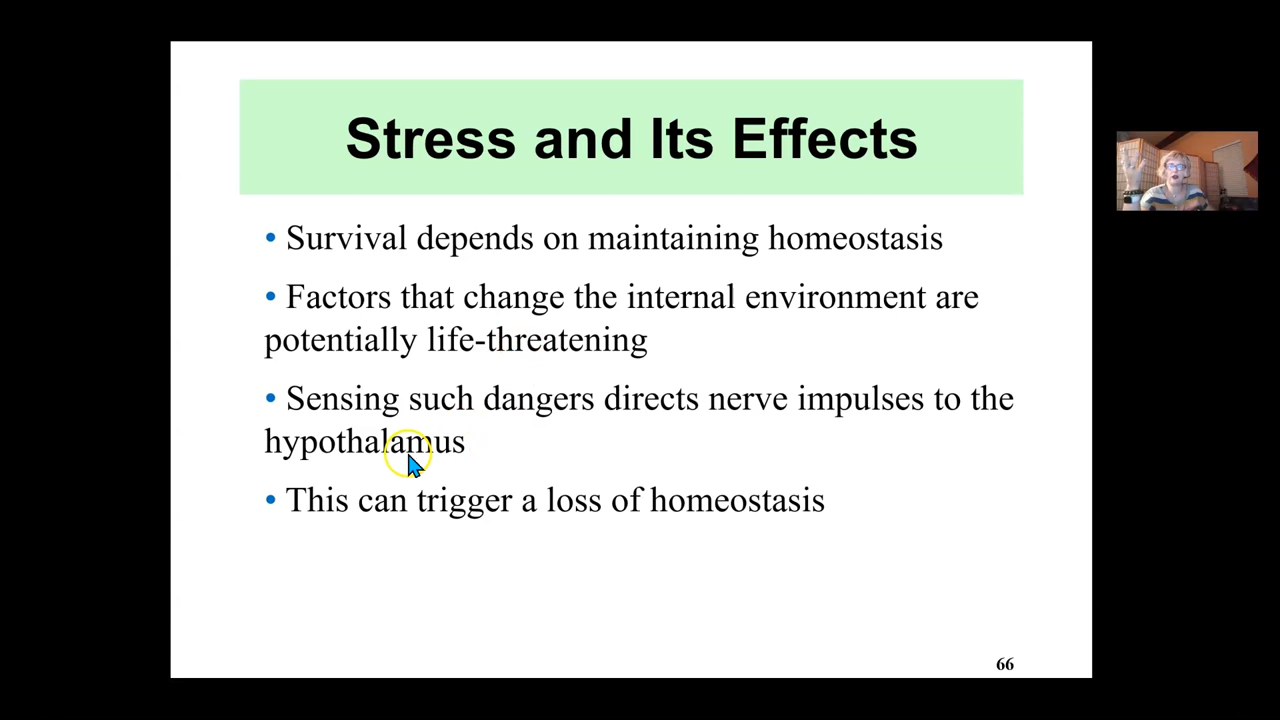 Stress and Its Effects
• Survival depends on maintaining homeostasis
• Factors that change the internal environment are
potentially life-threatening
• Sensing such dangers directs nerve impulses to the
hypothalamus
• This can trigger a loss of homeostasis
66